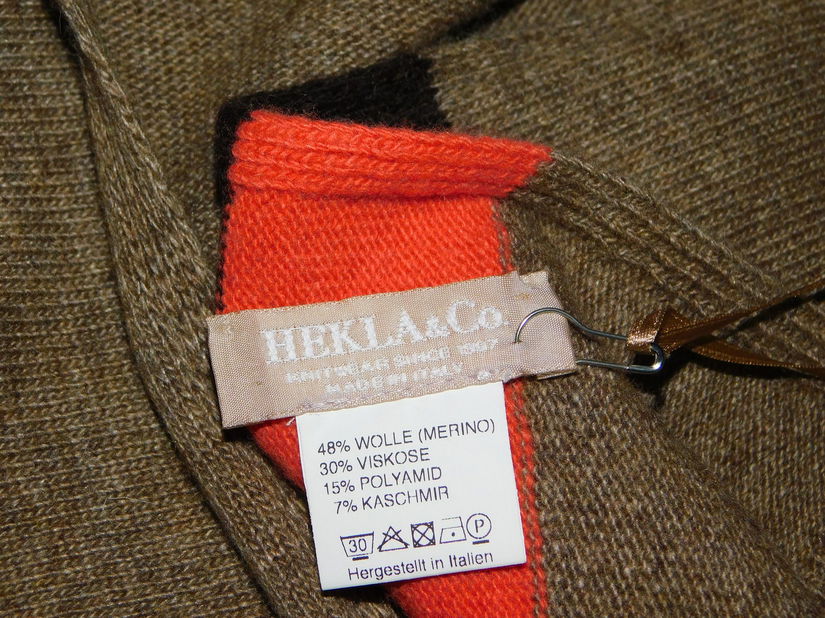 HEKLA&Co.
KNITWEAR SINCE 1997
MADE IN ITALY
48% WOLLE (MERINO)
30% VISKOSE
15% POLYAMID
7% KASCHMIR
30 P
Hergestellt in Italien